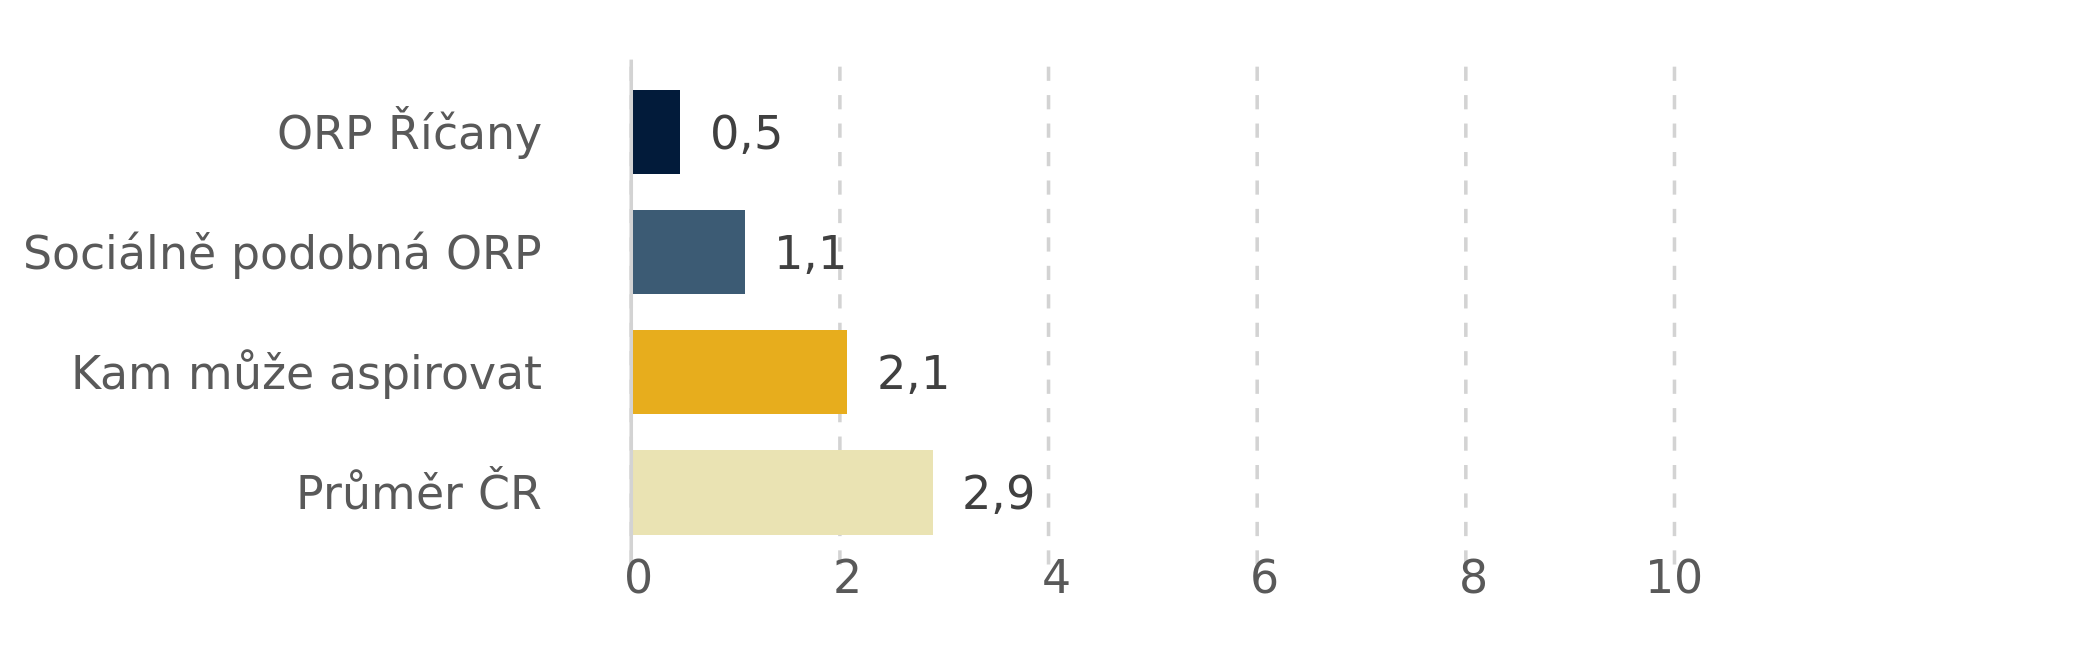 ORP Říčany 0,5
Sociálně podobná ORP 1,1
Kam může aspirovat 2,1
Průměr ČR 2,9
0 2 4 6 8 10